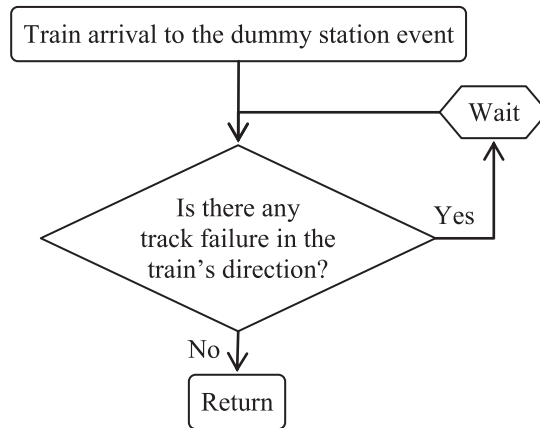 Train arrival to the dummy station event
Wait
Is there any
track failure in the
train's direction?
Yes
No
Return